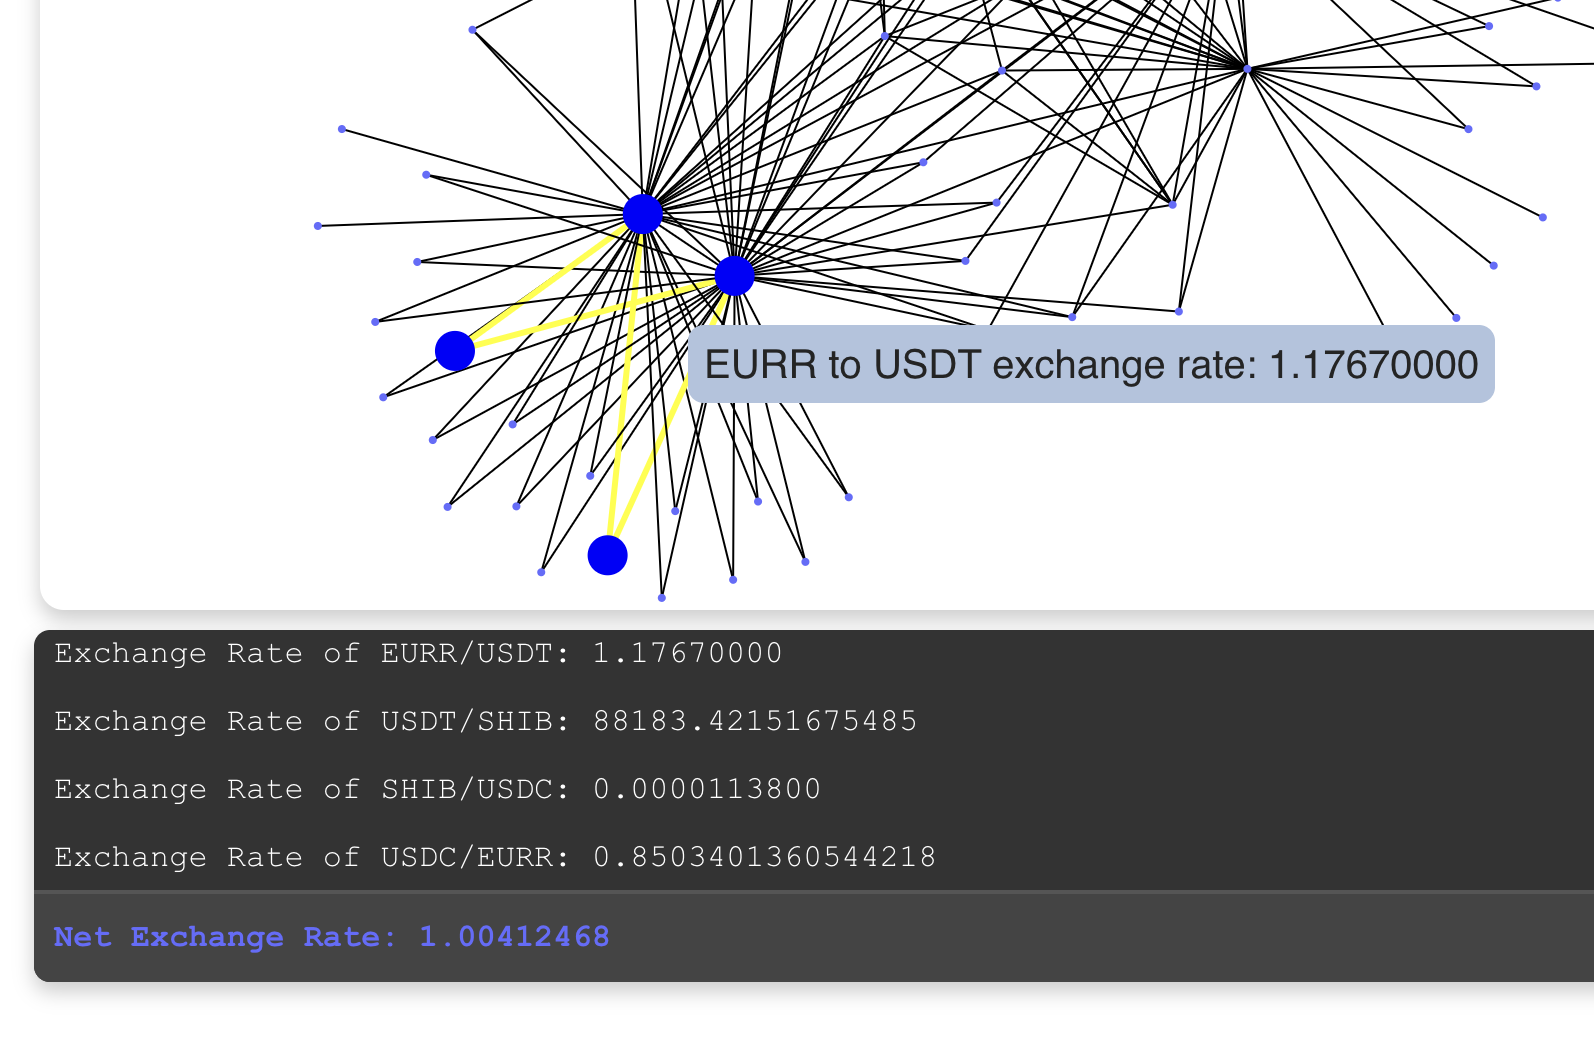 EURR to USDT exchange rate: 1.17670000
Exchange Rate of EURR/USDT: 1.17670000
Exchange Rate of USDT/SHIB: 88183.42151675485
Exchange Rate of SHIB/USDC: 0.0000113800
Exchange Rate of USDC/EURR: 0.8503401360544218
Net Exchange Rate: 1.00412468